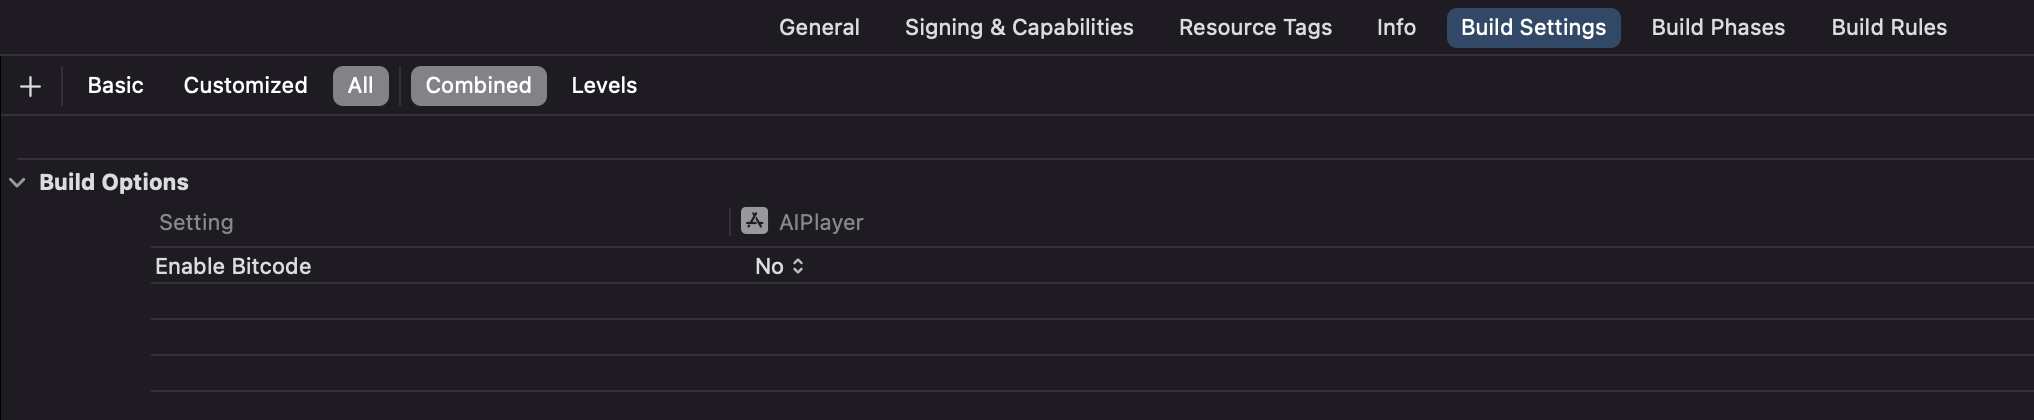 General Signing & Capabilities Resource Tags Info Build Settings Build Phases Build Rules
+ Basic Customized All Combined Levels
Build Options
Setting AIPlayer
Enable Bitcode No